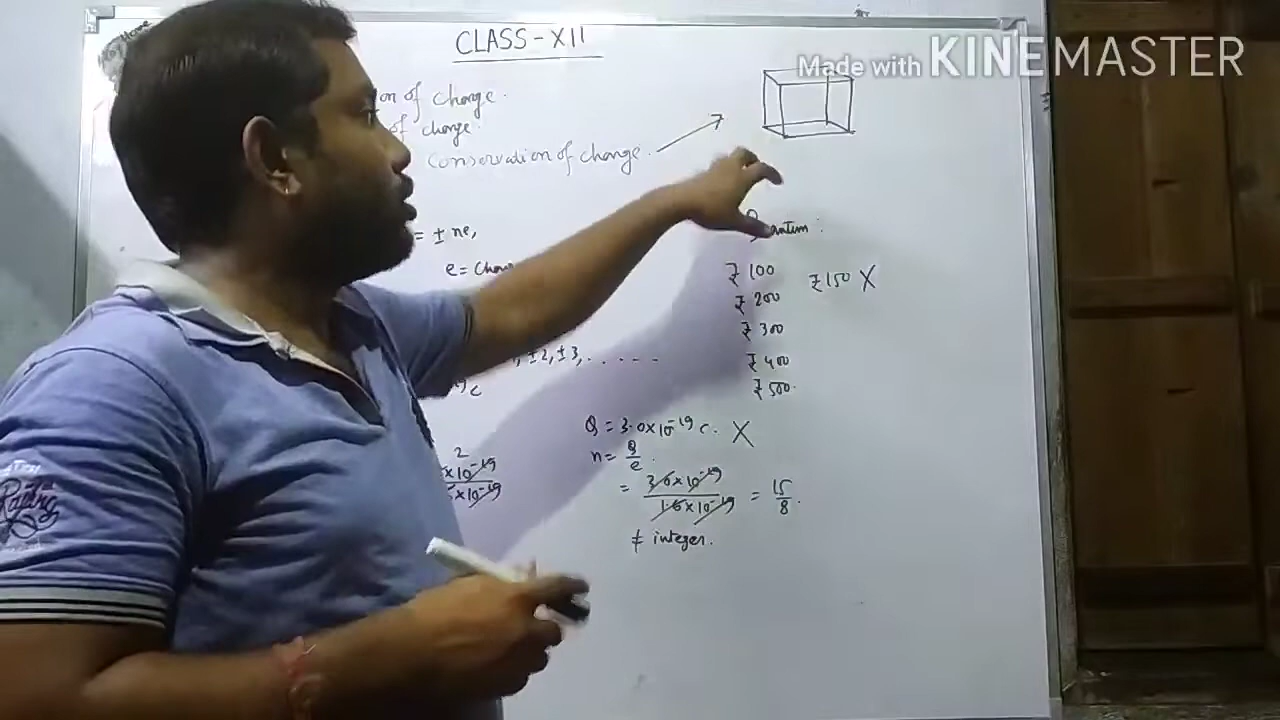 CLASS-XII
Made with KINEMASTER
on of charge.
of charge.
conservation of charge.
= ± ne,
Quantum :
e = Char
₹ 100
₹ 150 X
₹ 200
₹ 300
, ±2, ±3, . . . . .
₹ 400
₹ 500.
Q = 3.0×10⁻¹⁹ C. X
n = Q/e.
2
×10⁻¹⁹
×10⁻¹⁹
= 3.0×10⁻¹⁹ / 1.6×10⁻¹⁹ = 15/8.
≠ integer.